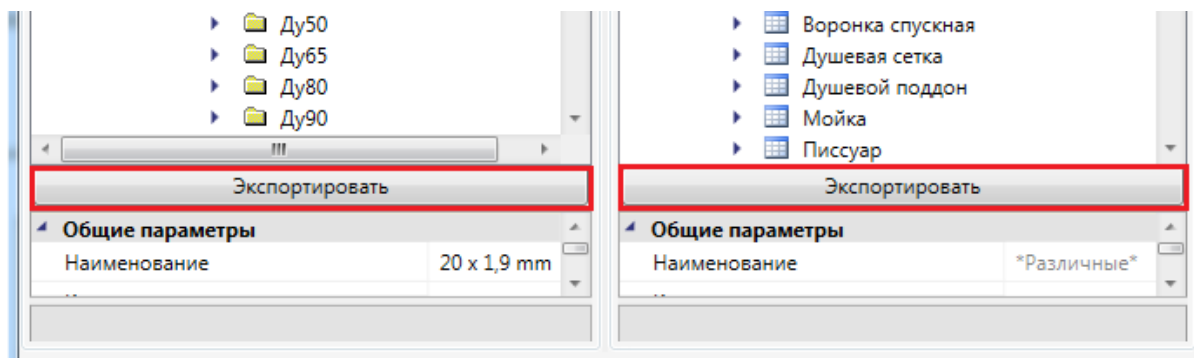 Ду50
Ду65
Ду80
Ду90
Экспортировать
Общие параметры
Наименование 20 x 1,9 mm
Воронка спускная
Душевая сетка
Душевой поддон
Мойка
Писсуар
Экспортировать
Общие параметры
Наименование *Различные*